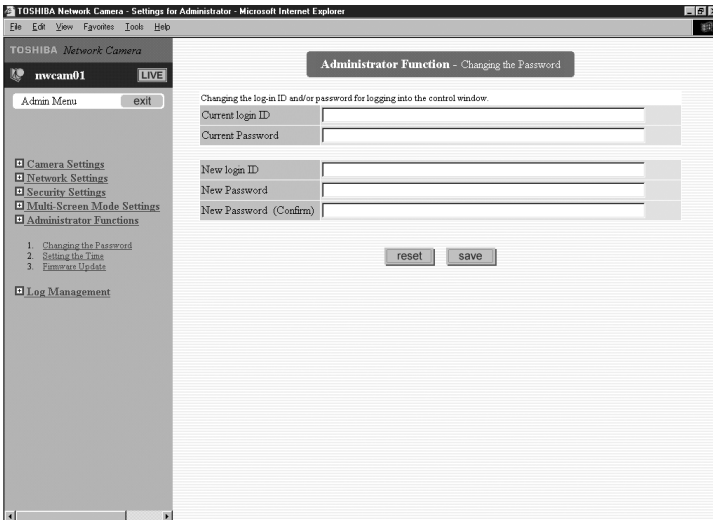 TOSHIBA Network Camera - Settings for Administrator - Microsoft Internet Explorer
File Edit View Favorites Tools Help
TOSHIBA Network Camera
nwcam01 LIVE
Admin Menu exit
Camera Settings
Network Settings
Security Settings
Multi-Screen Mode Settings
Administrator Functions
1. Changing the Password
2. Setting the Time
3. Firmware Update
Log Management
Administrator Function - Changing the Password
Changing the log-in ID and/or password for logging into the control window.
Current login ID
Current Password
New login ID
New Password
New Password (Confirm)
reset save